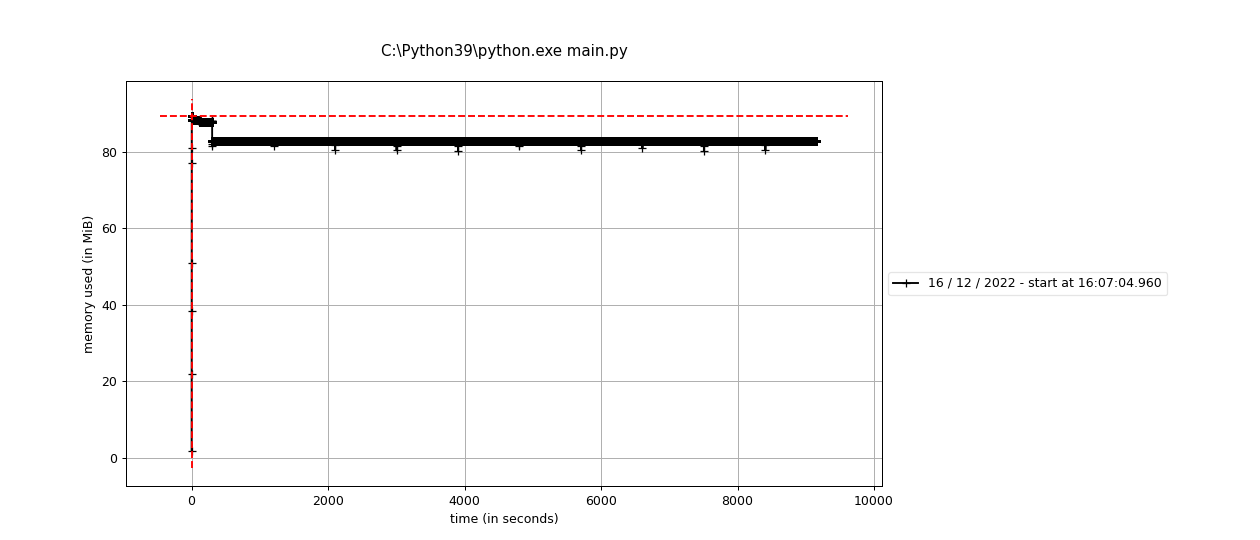 C:\Python39\python.exe main.py
80
60
40
20
0
memory used (in MiB)
0 2000 4000 6000 8000 10000
time (in seconds)
16 / 12 / 2022 - start at 16:07:04.960